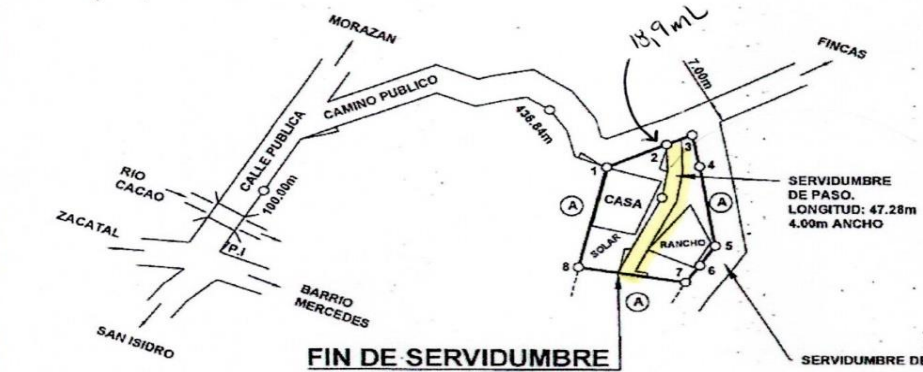 MORAZAN
18,9mL
FINCAS
7.00m
CAMINO PUBLICO
CALLE PUBLICA
436.84m
100.00m
RIO
CACAO
ZACATAL
P.I
BARRIO
MERCEDES
SAN ISIDRO
1
2
3
4
5
6
7
8
A
A
A
CASA
SOLAR
RANCHO
SERVIDUMBRE
DE PASO.
LONGITUD: 47.28m
4.00m ANCHO
FIN DE SERVIDUMBRE
SERVIDUMBRE DE